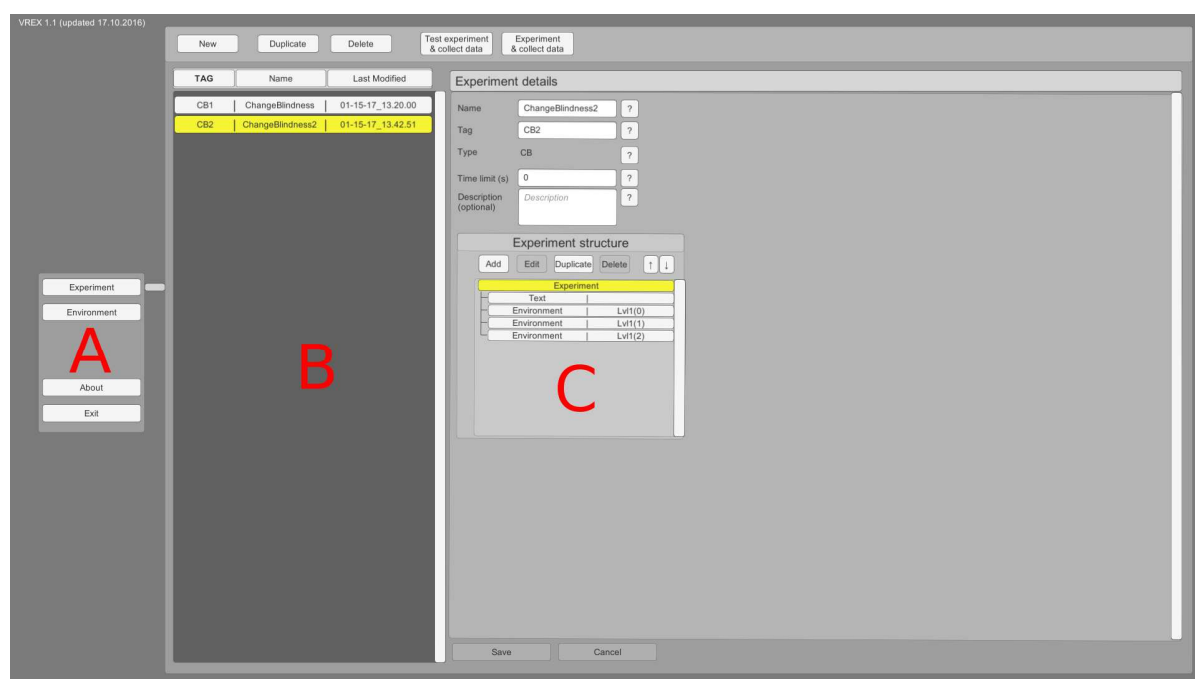 VREX 1.1 (updated 17.10.2016)
New Duplicate Delete Test experiment & collect data Experiment & collect data
TAG Name Last Modified
CB1 | ChangeBlindness | 01-15-17_13.20.00
CB2 | ChangeBlindness2 | 01-15-17_13.42.51
Experiment
Environment
A
About
Exit
B
Experiment details
Name ChangeBlindness2 ?
Tag CB2 ?
Type CB ?
Time limit (s) 0 ?
Description (optional) Description ?
Experiment structure
Add Edit Duplicate Delete ↑ ↓
Experiment
Text |
Environment | Lvl1(0)
Environment | Lvl1(1)
Environment | Lvl1(2)
C
Save Cancel